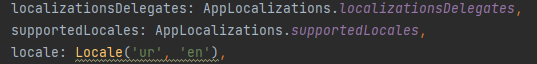 localizationsDelegates: AppLocalizations.localizationsDelegates,
supportedLocales: AppLocalizations.supportedLocales,
locale: Locale('ur', 'en'),